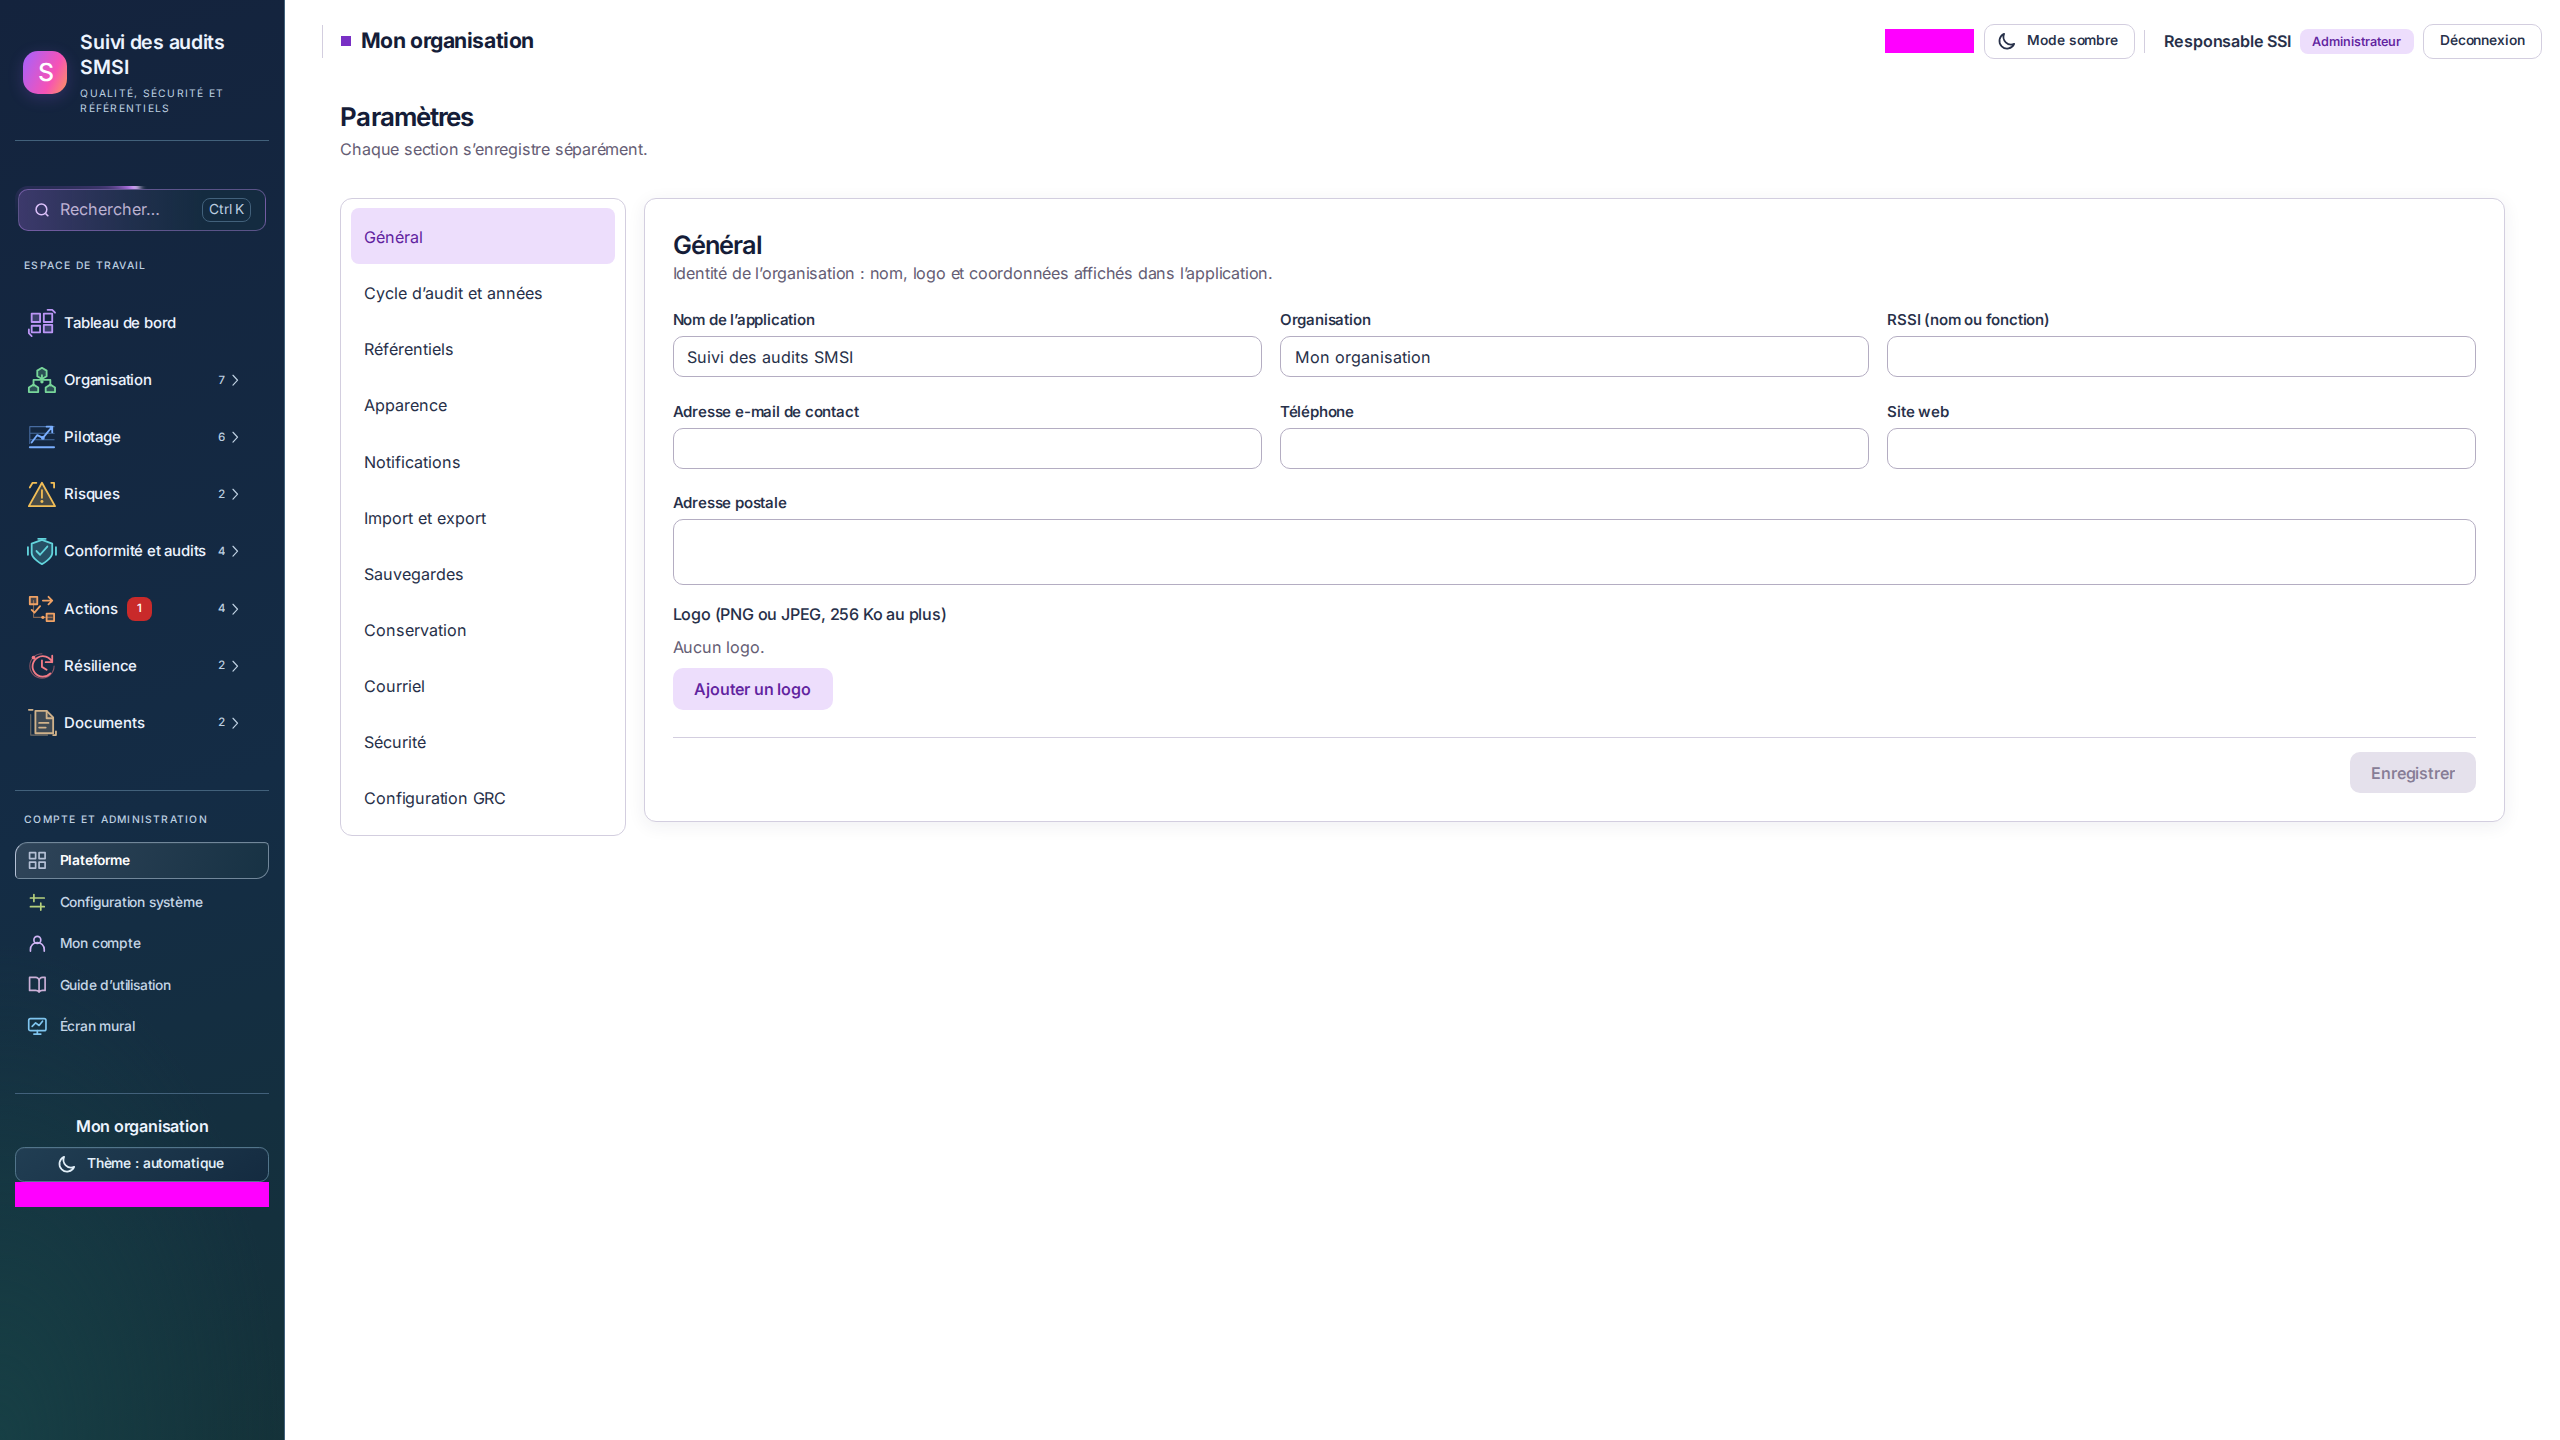 S
Suivi des audits
SMSI
QUALITÉ, SÉCURITÉ ET
RÉFÉRENTIELS
Rechercher...
Ctrl K
ESPACE DE TRAVAIL
Tableau de bord
Organisation 7
Pilotage 6
Risques 2
Conformité et audits 4
Actions 1 4
Résilience 2
Documents 2
COMPTE ET ADMINISTRATION
Plateforme
Configuration système
Mon compte
Guide d’utilisation
Écran mural
Mon organisation
Thème : automatique
Mon organisation
Mode sombre
Responsable SSI
Administrateur
Déconnexion
Paramètres
Chaque section s’enregistre séparément.
Général
Cycle d’audit et années
Référentiels
Apparence
Notifications
Import et export
Sauvegardes
Conservation
Courriel
Sécurité
Configuration GRC
Général
Identité de l’organisation : nom, logo et coordonnées affichés dans l’application.
Nom de l’application
Suivi des audits SMSI
Organisation
Mon organisation
RSSI (nom ou fonction)
Adresse e-mail de contact
Téléphone
Site web
Adresse postale
Logo (PNG ou JPEG, 256 Ko au plus)
Aucun logo.
Ajouter un logo
Enregistrer